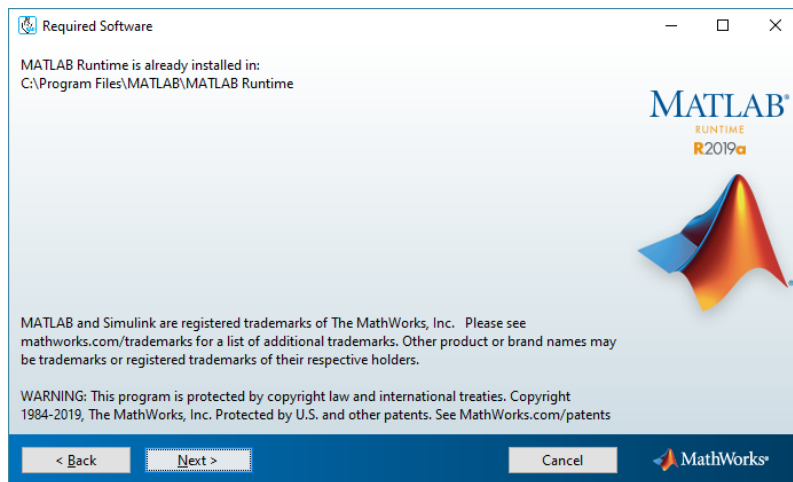 Required Software
MATLAB Runtime is already installed in:
C:\Program Files\MATLAB\MATLAB Runtime
MATLAB®
RUNTIME
R2019a
MATLAB and Simulink are registered trademarks of The MathWorks, Inc.   Please see
mathworks.com/trademarks for a list of additional trademarks. Other product or brand names may
be trademarks or registered trademarks of their respective holders.
WARNING: This program is protected by copyright law and international treaties. Copyright
1984-2019, The MathWorks, Inc. Protected by U.S. and other patents. See MathWorks.com/patents
< Back
Next >
Cancel
MathWorks®